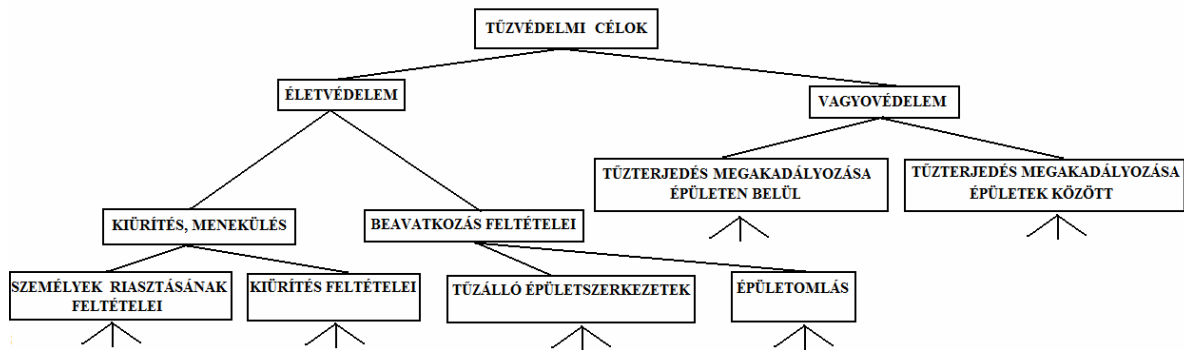 TŰZVÉDELMI CÉLOK
ÉLETVÉDELEM
VAGYOVÉDELEM
TŰZTERJEDÉS MEGAKADÁLYOZÁSA
ÉPÜLETEN BELÜL
TŰZTERJEDÉS MEGAKADÁLYOZÁSA
ÉPÜLETEK KÖZÖTT
KIÜRÍTÉS, MENEKÜLÉS
BEAVATKOZÁS FELTÉTELEI
SZEMÉLYEK RIASZTÁSÁNAK
FELTÉTELEI
KIÜRÍTÉS FELTÉTELEI
TŰZÁLLÓ ÉPÜLETSZERKEZETEK
ÉPÜLETOMLÁS